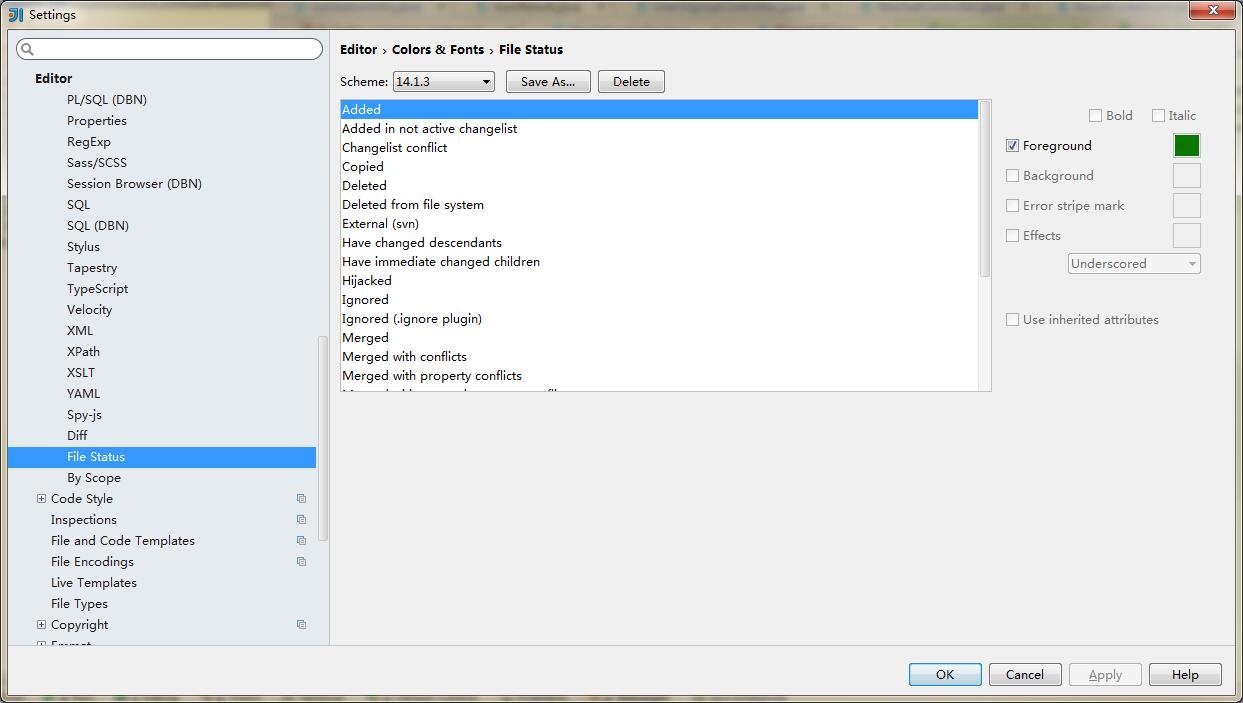 Settings
Editor
PL/SQL (DBN)
Properties
RegExp
Sass/SCSS
Session Browser (DBN)
SQL
SQL (DBN)
Stylus
Tapestry
TypeScript
Velocity
XML
XPath
XSLT
YAML
Spy-js
Diff
File Status
By Scope
Code Style
Inspections
File and Code Templates
File Encodings
Live Templates
File Types
Copyright
Emmet
Editor › Colors & Fonts › File Status
Scheme: 14.1.3 Save As... Delete
Added
Added in not active changelist
Changelist conflict
Copied
Deleted
Deleted from file system
External (svn)
Have changed descendants
Have immediate changed children
Hijacked
Ignored
Ignored (.ignore plugin)
Merged
Merged with conflicts
Merged with property conflicts
Bold Italic
Foreground
Background
Error stripe mark
Effects
Underscored
Use inherited attributes
OK Cancel Apply Help